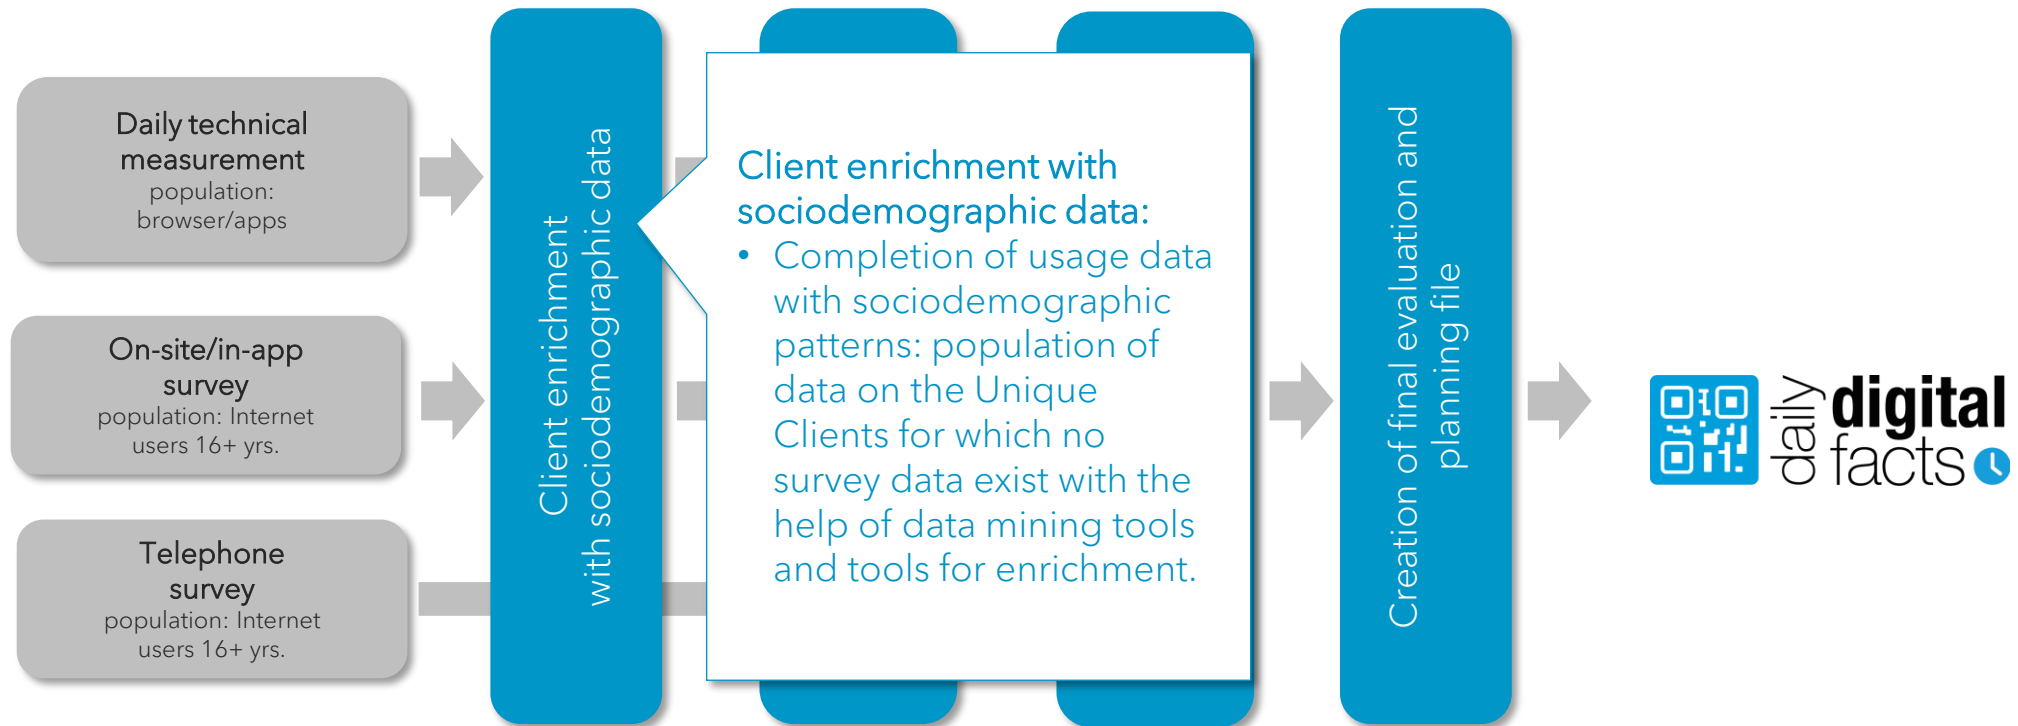 Daily technical
measurement
population:
browser/apps
On-site/in-app
survey
population: Internet
users 16+ yrs.
Telephone
survey
population: Internet
users 16+ yrs.
Client enrichment
with sociodemographic data
Client enrichment with
sociodemographic data:
• Completion of usage data
with sociodemographic
patterns: population of
data on the Unique
Clients for which no
survey data exist with the
help of data mining tools
and tools for enrichment.
Creation of final evaluation and
planning file
daily
digital
facts